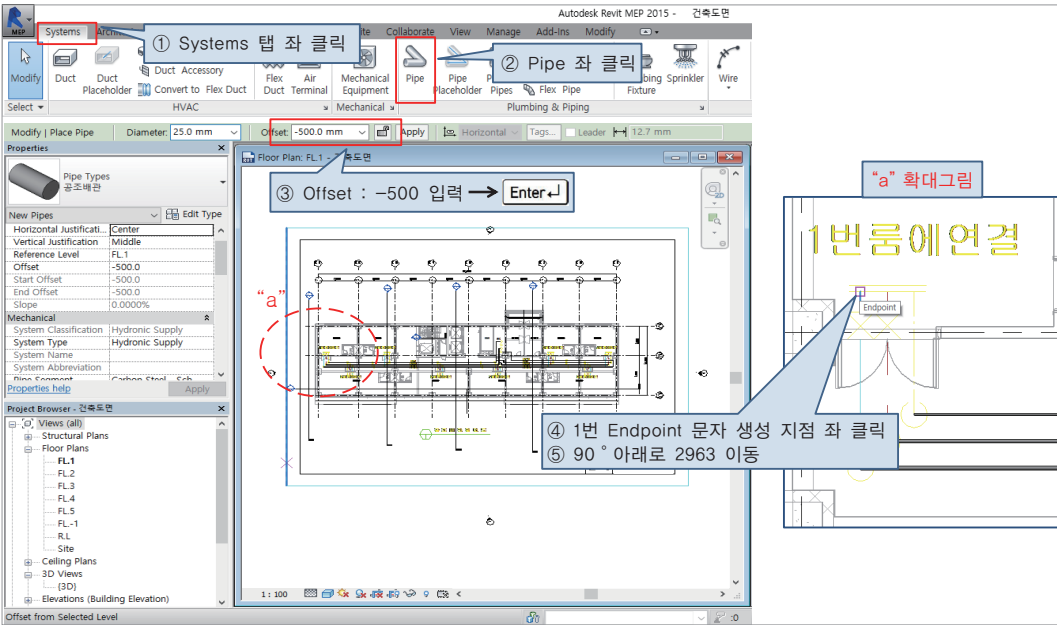 Autodesk Revit MEP 2015 - 건축도면
MEP
Systems
Collaborate View Manage Add-Ins Modify
① Systems 탭 좌 클릭
② Pipe 좌 클릭
Modify
Duct
Duct Placeholder
Duct Accessory
Convert to Flex Duct
Flex Duct
Air Terminal
Mechanical Equipment
Pipe
Pipe Placeholder
Pipes
Flex Pipe
Fixture
Sprinkler
Wire
Select
HVAC
Mechanical
Plumbing & Piping
Modify | Place Pipe
Diameter: 25.0 mm
Offset: -500.0 mm
Apply
Horizontal
Tags...
Leader
12.7 mm
Properties
Pipe Types
공조배관
New Pipes
Edit Type
Horizontal Justificati... Center
Vertical Justification Middle
Reference Level FL.1
Offset -500.0
Start Offset -500.0
End Offset -500.0
Slope 0.0000%
Mechanical
System Classification Hydronic Supply
System Type Hydronic Supply
System Name
System Abbreviation
Pipe Segment Carbon Steel - Sch
Properties help
Apply
Project Browser - 건축도면
Views (all)
Structural Plans
Floor Plans
FL.1
FL.2
FL.3
FL.4
FL.5
FL.-1
R.L
Site
Ceiling Plans
3D Views
{3D}
Elevations (Building Elevation)
Offset from Selected Level
Floor Plan: FL.1 - 건축도면
③ Offset : -500 입력 → Enter↵
"a"
④ 1번 Endpoint 문자 생성 지점 좌 클릭
⑤ 90 ° 아래로 2963 이동
1 : 100
:0
"a" 확대그림
1번룸에연결
Endpoint